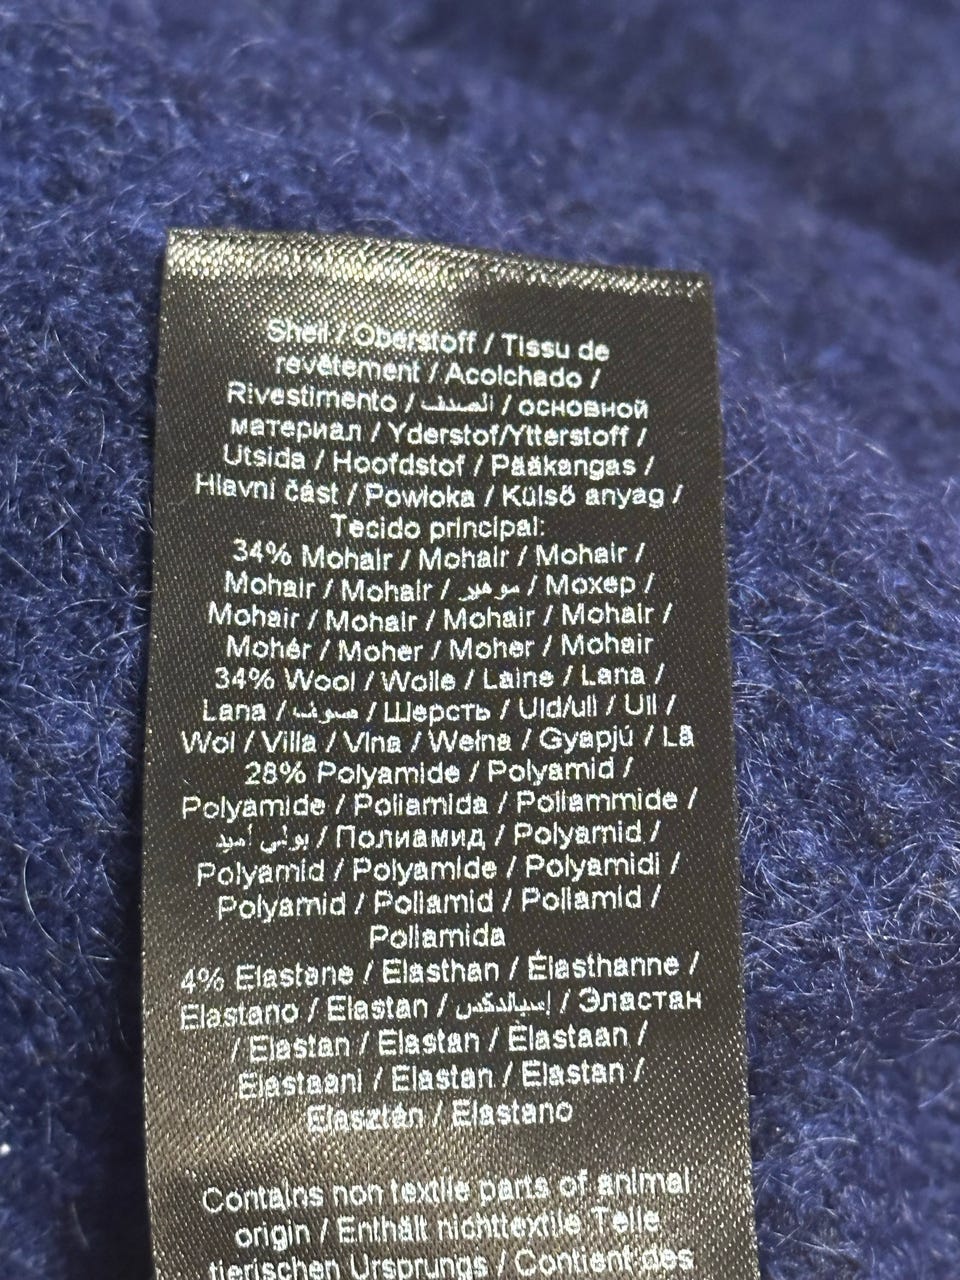 Shell / Oberstoff / Tissu de
revêtement / Acolchado /
Rivestimento / الصدف / основной
материал / Yderstof/Ytterstoff /
Utsida / Hoofdstof / Pääkangas /
Hlavní část / Powłoka / Külső anyag /
Tecido principal:
34% Mohair / Mohair / Mohair /
Mohair / Mohair / موهير / Мохер /
Mohair / Mohair / Mohair / Mohair /
Mohér / Moher / Moher / Mohair
34% Wool / Wolle / Laine / Lana /
Lana / صوف / Шерсть / Uld/ull / Ull /
Wol / Villa / Vlna / Wełna / Gyapjú / Lã
28% Polyamide / Polyamid /
Polyamide / Poliamida / Poliammide /
بولي أميد / Полиамид / Polyamid /
Polyamid / Polyamide / Polyamidi /
Polyamid / Poliamid / Poliamid /
Poliamida
4% Elastane / Elasthan / Élasthanne /
Elastano / Elastan / إسباندكس / Эластан
/ Elastan / Elastan / Elastaan /
Elastaani / Elastan / Elastan /
Elasztán / Elastano
Contains non textile parts of animal
origin / Enthält nichttextile Teile
tierischen Ursprungs / Contient des